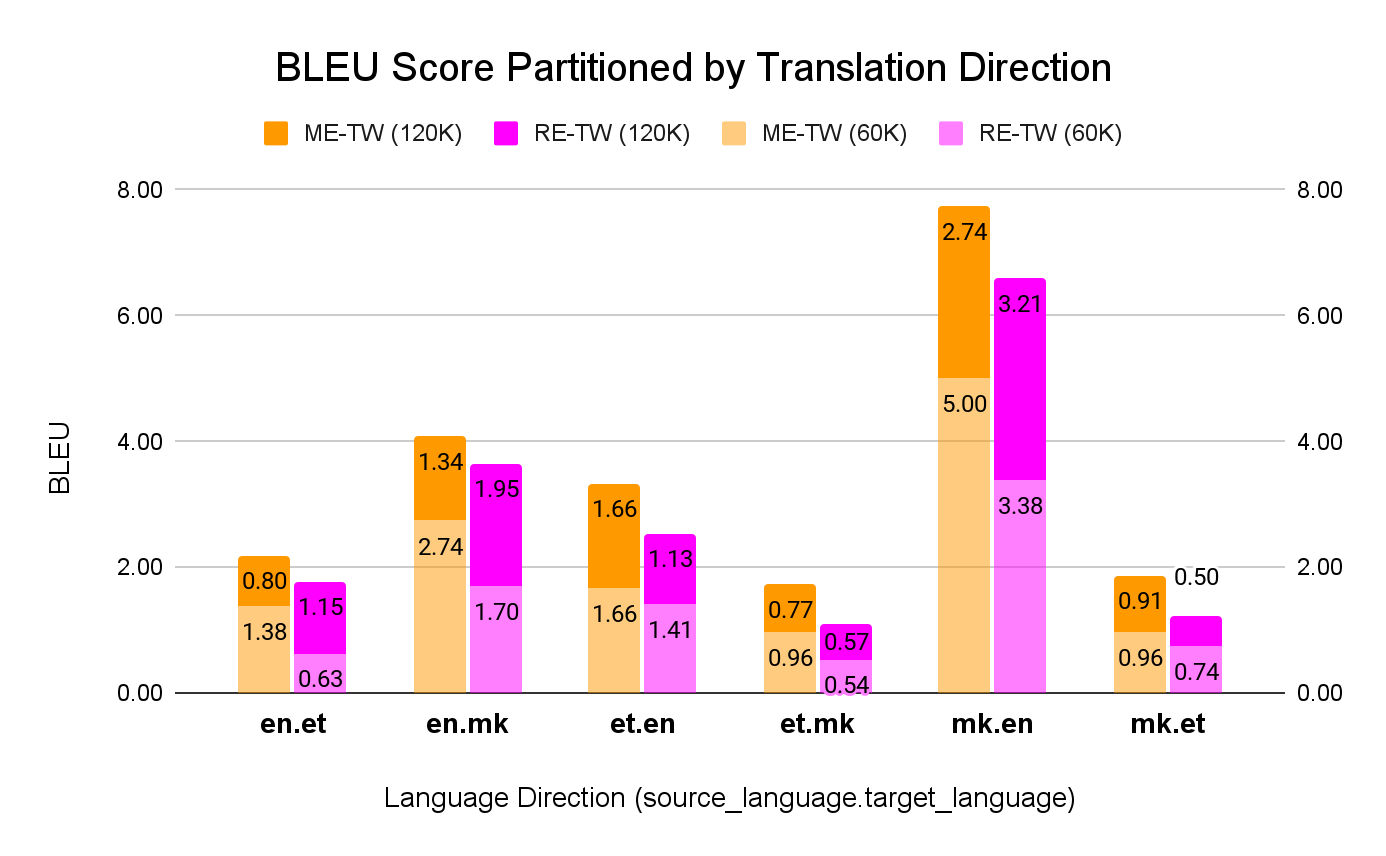 BLEU Score Partitioned by Translation Direction
ME-TW (120K) RE-TW (120K) ME-TW (60K) RE-TW (60K)
8.00 8.00
2.74
3.21
6.00 6.00
5.00
4.00 4.00
1.34
1.95
1.66
3.38
2.74
1.13
2.00 0.50 2.00
0.80 1.15 1.70 1.66 0.77 0.91
1.38 1.41 0.57
0.96 0.96
0.63 0.54 0.74
0.00 0.00
BLEU
en.et en.mk et.en et.mk mk.en mk.et
Language Direction (source_language.target_language)